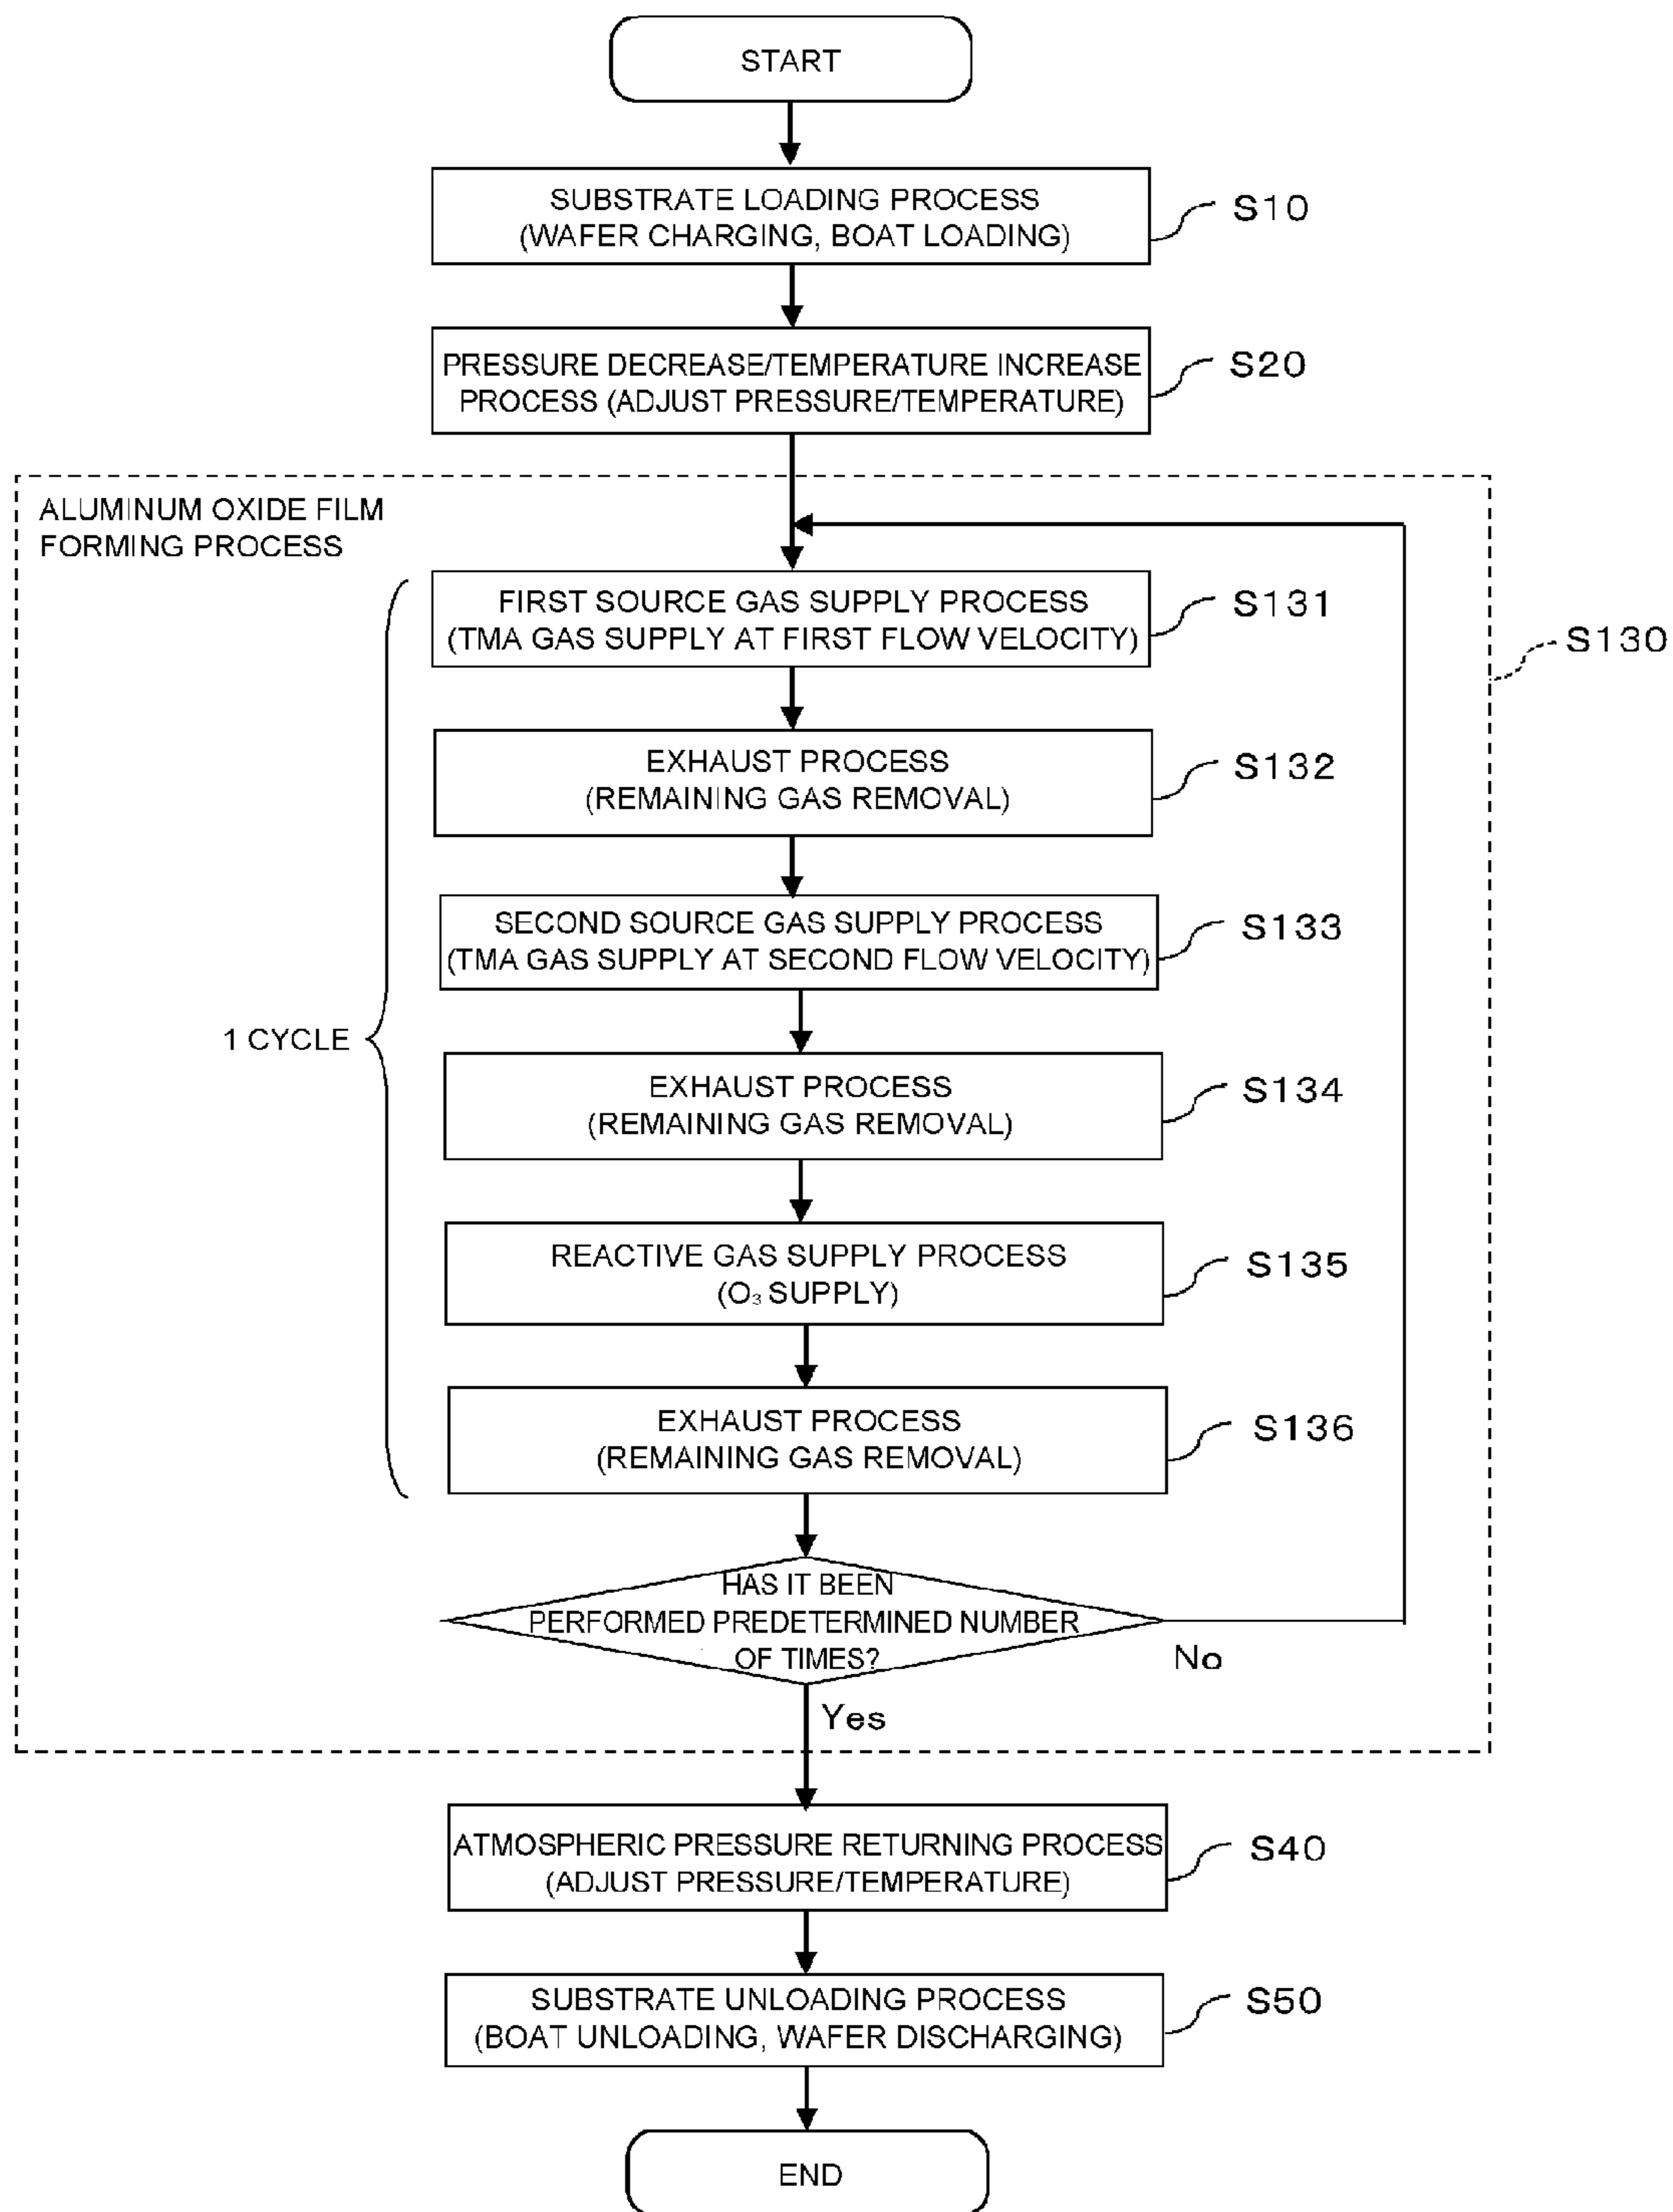 START
SUBSTRATE LOADING PROCESS
(WAFER CHARGING, BOAT LOADING)
S10
PRESSURE DECREASE/TEMPERATURE INCREASE
PROCESS (ADJUST PRESSURE/TEMPERATURE)
S20
ALUMINUM OXIDE FILM
FORMING PROCESS
S130
1 CYCLE
FIRST SOURCE GAS SUPPLY PROCESS
(TMA GAS SUPPLY AT FIRST FLOW VELOCITY)
S131
EXHAUST PROCESS
(REMAINING GAS REMOVAL)
S132
SECOND SOURCE GAS SUPPLY PROCESS
(TMA GAS SUPPLY AT SECOND FLOW VELOCITY)
S133
EXHAUST PROCESS
(REMAINING GAS REMOVAL)
S134
REACTIVE GAS SUPPLY PROCESS
(O₃ SUPPLY)
S135
EXHAUST PROCESS
(REMAINING GAS REMOVAL)
S136
HAS IT BEEN
PERFORMED PREDETERMINED NUMBER
OF TIMES?
No
Yes
ATMOSPHERIC PRESSURE RETURNING PROCESS
(ADJUST PRESSURE/TEMPERATURE)
S40
SUBSTRATE UNLOADING PROCESS
(BOAT UNLOADING, WAFER DISCHARGING)
S50
END